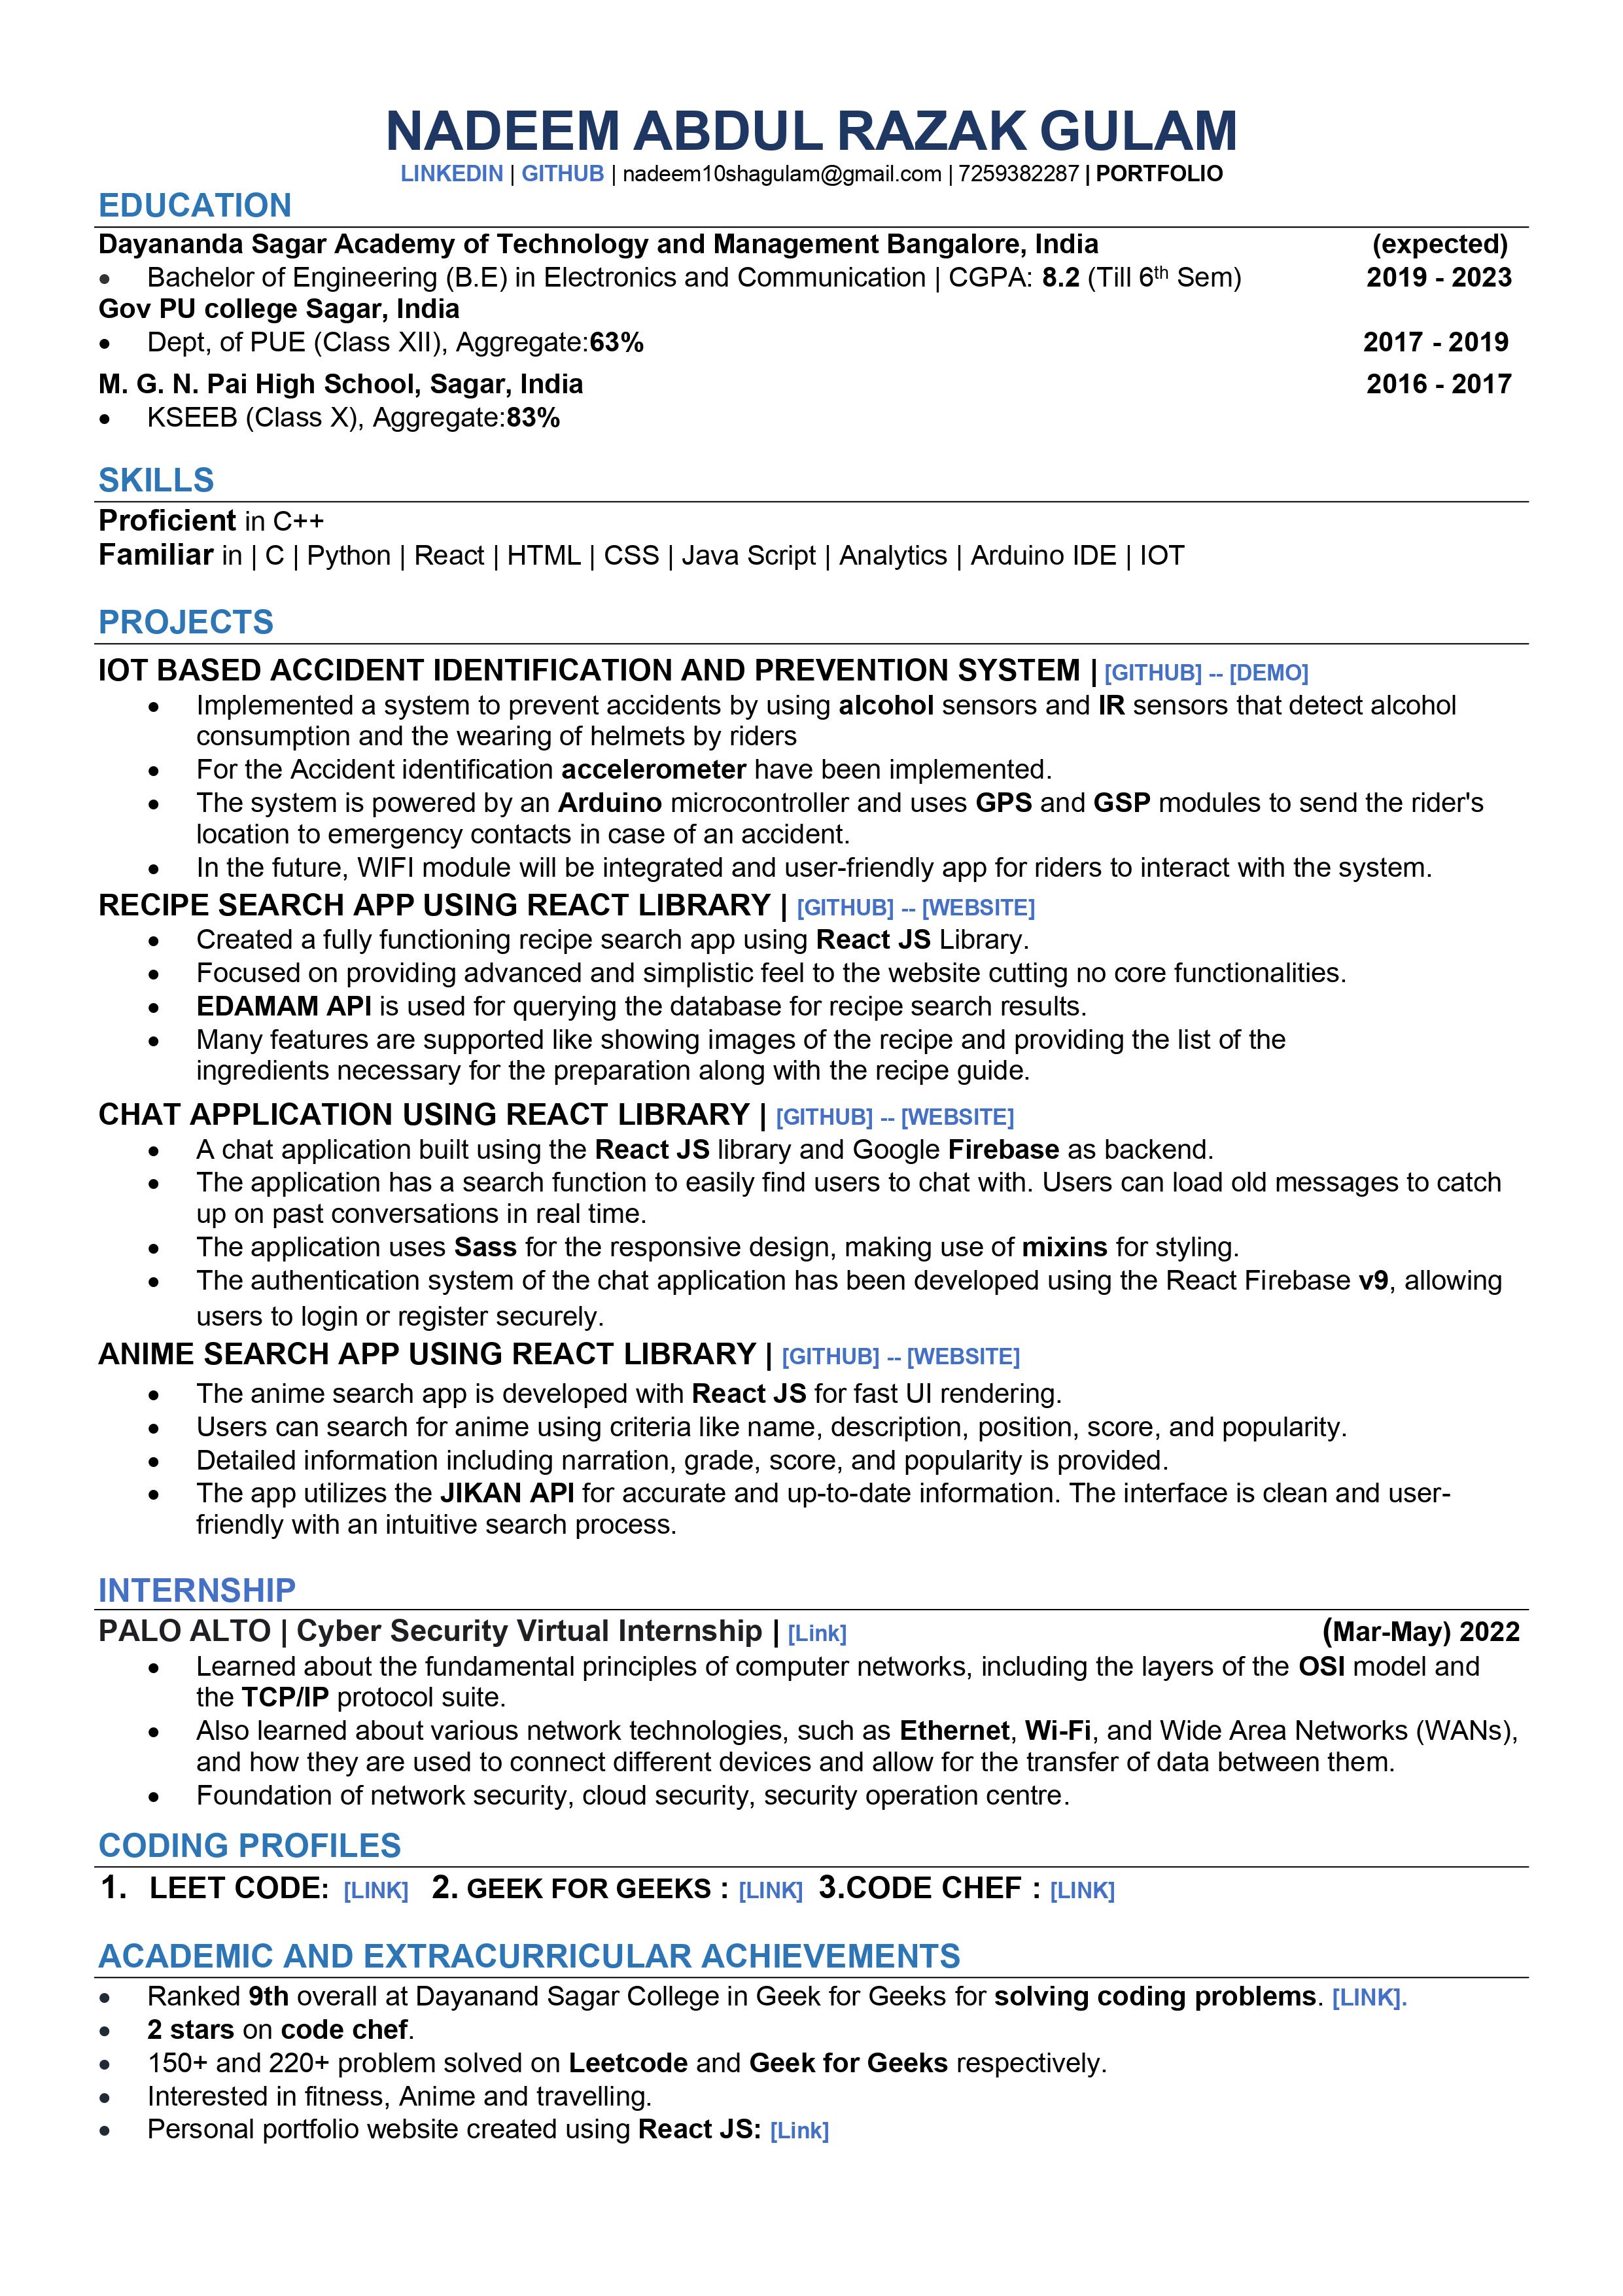 NADEEM ABDUL RAZAK GULAM
LINKEDIN | GITHUB | nadeem10shagulam@gmail.com | 7259382287 | PORTFOLIO
EDUCATION
Dayananda Sagar Academy of Technology and Management Bangalore, India (expected)
• Bachelor of Engineering (B.E) in Electronics and Communication | CGPA: 8.2 (Till 6th Sem) 2019 - 2023
Gov PU college Sagar, India
• Dept, of PUE (Class XII), Aggregate:63% 2017 - 2019
M. G. N. Pai High School, Sagar, India 2016 - 2017
• KSEEB (Class X), Aggregate:83%
SKILLS
Proficient in C++
Familiar in | C | Python | React | HTML | CSS | Java Script | Analytics | Arduino IDE | IOT
PROJECTS
IOT BASED ACCIDENT IDENTIFICATION AND PREVENTION SYSTEM | [GITHUB] -- [DEMO]
• Implemented a system to prevent accidents by using alcohol sensors and IR sensors that detect alcohol
consumption and the wearing of helmets by riders
• For the Accident identification accelerometer have been implemented.
• The system is powered by an Arduino microcontroller and uses GPS and GSP modules to send the rider's
location to emergency contacts in case of an accident.
• In the future, WIFI module will be integrated and user-friendly app for riders to interact with the system.
RECIPE SEARCH APP USING REACT LIBRARY | [GITHUB] -- [WEBSITE]
• Created a fully functioning recipe search app using React JS Library.
• Focused on providing advanced and simplistic feel to the website cutting no core functionalities.
• EDAMAM API is used for querying the database for recipe search results.
• Many features are supported like showing images of the recipe and providing the list of the
ingredients necessary for the preparation along with the recipe guide.
CHAT APPLICATION USING REACT LIBRARY | [GITHUB] -- [WEBSITE]
• A chat application built using the React JS library and Google Firebase as backend.
• The application has a search function to easily find users to chat with. Users can load old messages to catch
up on past conversations in real time.
• The application uses Sass for the responsive design, making use of mixins for styling.
• The authentication system of the chat application has been developed using the React Firebase v9, allowing
users to login or register securely.
ANIME SEARCH APP USING REACT LIBRARY | [GITHUB] -- [WEBSITE]
• The anime search app is developed with React JS for fast UI rendering.
• Users can search for anime using criteria like name, description, position, score, and popularity.
• Detailed information including narration, grade, score, and popularity is provided.
• The app utilizes the JIKAN API for accurate and up-to-date information. The interface is clean and user-
friendly with an intuitive search process.
INTERNSHIP
PALO ALTO | Cyber Security Virtual Internship | [Link] (Mar-May) 2022
• Learned about the fundamental principles of computer networks, including the layers of the OSI model and
the TCP/IP protocol suite.
• Also learned about various network technologies, such as Ethernet, Wi-Fi, and Wide Area Networks (WANs),
and how they are used to connect different devices and allow for the transfer of data between them.
• Foundation of network security, cloud security, security operation centre.
CODING PROFILES
1. LEET CODE: [LINK] 2. GEEK FOR GEEKS : [LINK] 3.CODE CHEF : [LINK]
ACADEMIC AND EXTRACURRICULAR ACHIEVEMENTS
• Ranked 9th overall at Dayanand Sagar College in Geek for Geeks for solving coding problems. [LINK].
• 2 stars on code chef.
• 150+ and 220+ problem solved on Leetcode and Geek for Geeks respectively.
• Interested in fitness, Anime and travelling.
• Personal portfolio website created using React JS: [Link]